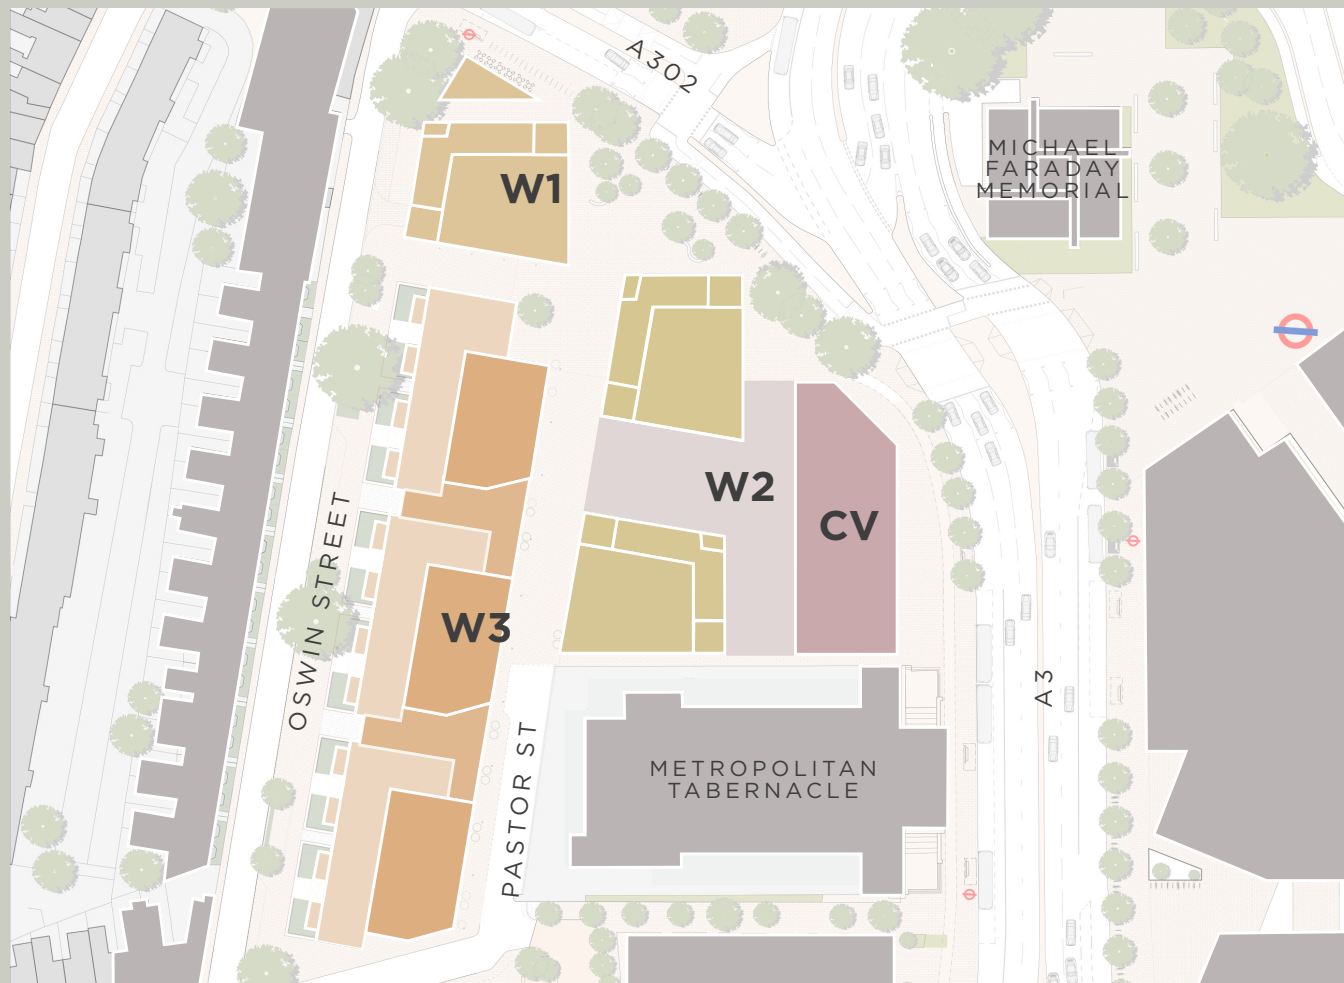 A302
MICHAEL
FARADAY
MEMORIAL
W1
W2
CV
OSWIN STREET
W3
A3
PASTOR ST
METROPOLITAN
TABERNACLE